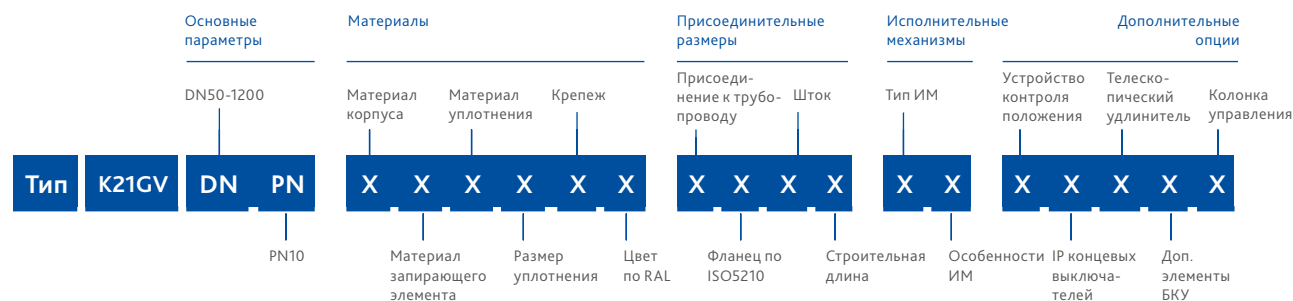 Основные
параметры
Материалы
Присоединительные
размеры
Исполнительные
механизмы
Дополнительные
опции
DN50-1200
Материал
корпуса
Материал
уплотнения
Крепеж
Присоеди-
нение к трубо-
проводу
Шток
Тип ИМ
Устройство
контроля
положения
Телеско-
пический
удлинитель
Колонка
управления
Тип K21GV DN PN X X X X X X X X X X X X X X X X X
PN10
Материал
запирающего
элемента
Размер
уплотнения
Цвет
по RAL
Фланец по
ISO5210
Строительная
длина
Особенности
ИМ
IP концевых
выключа-
телей
Доп.
элементы
БКУ